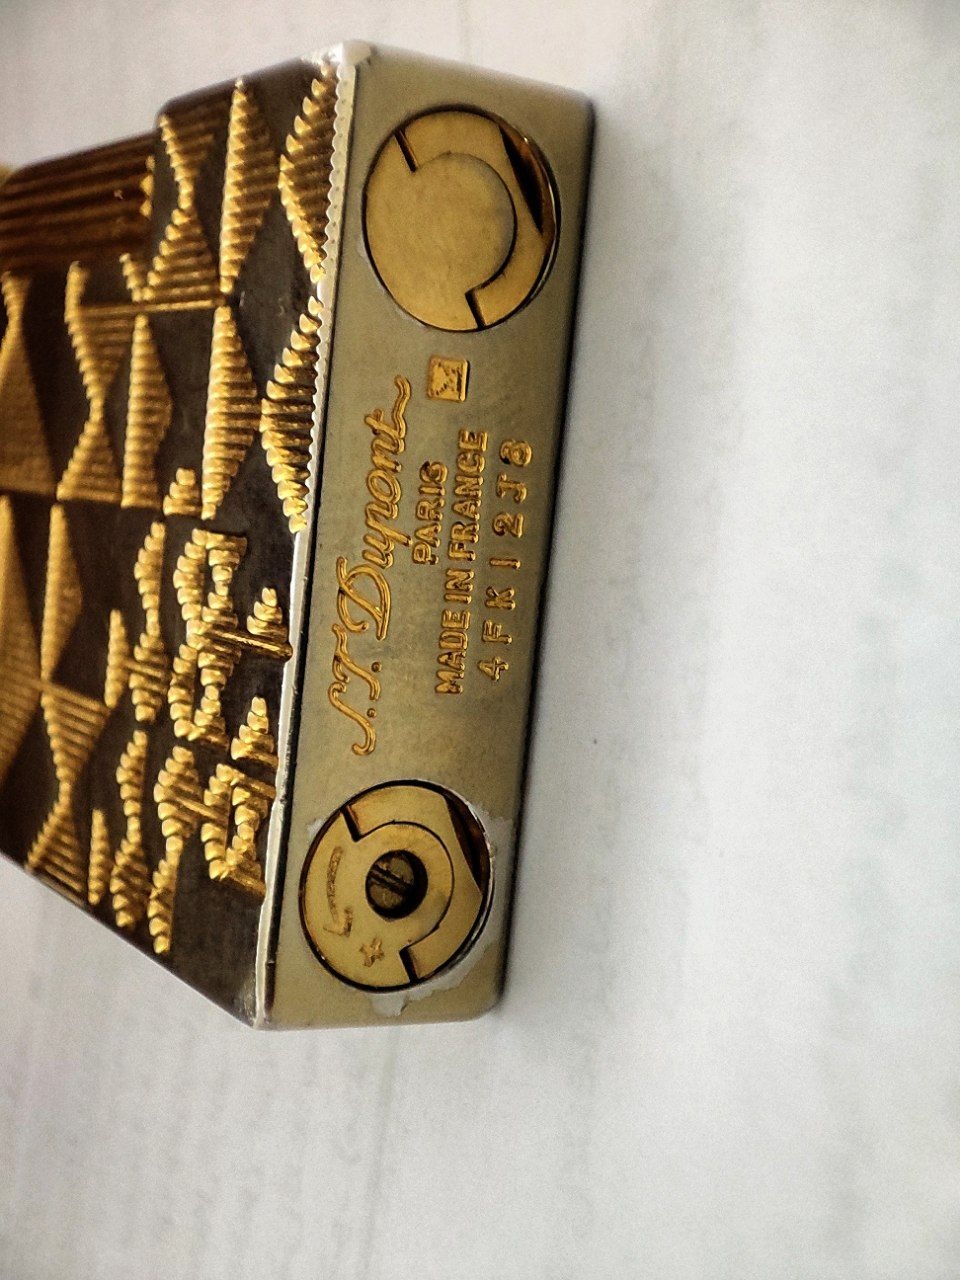 S.T. Dupont
PARIS
MADE IN FRANCE
4FK12J8
+